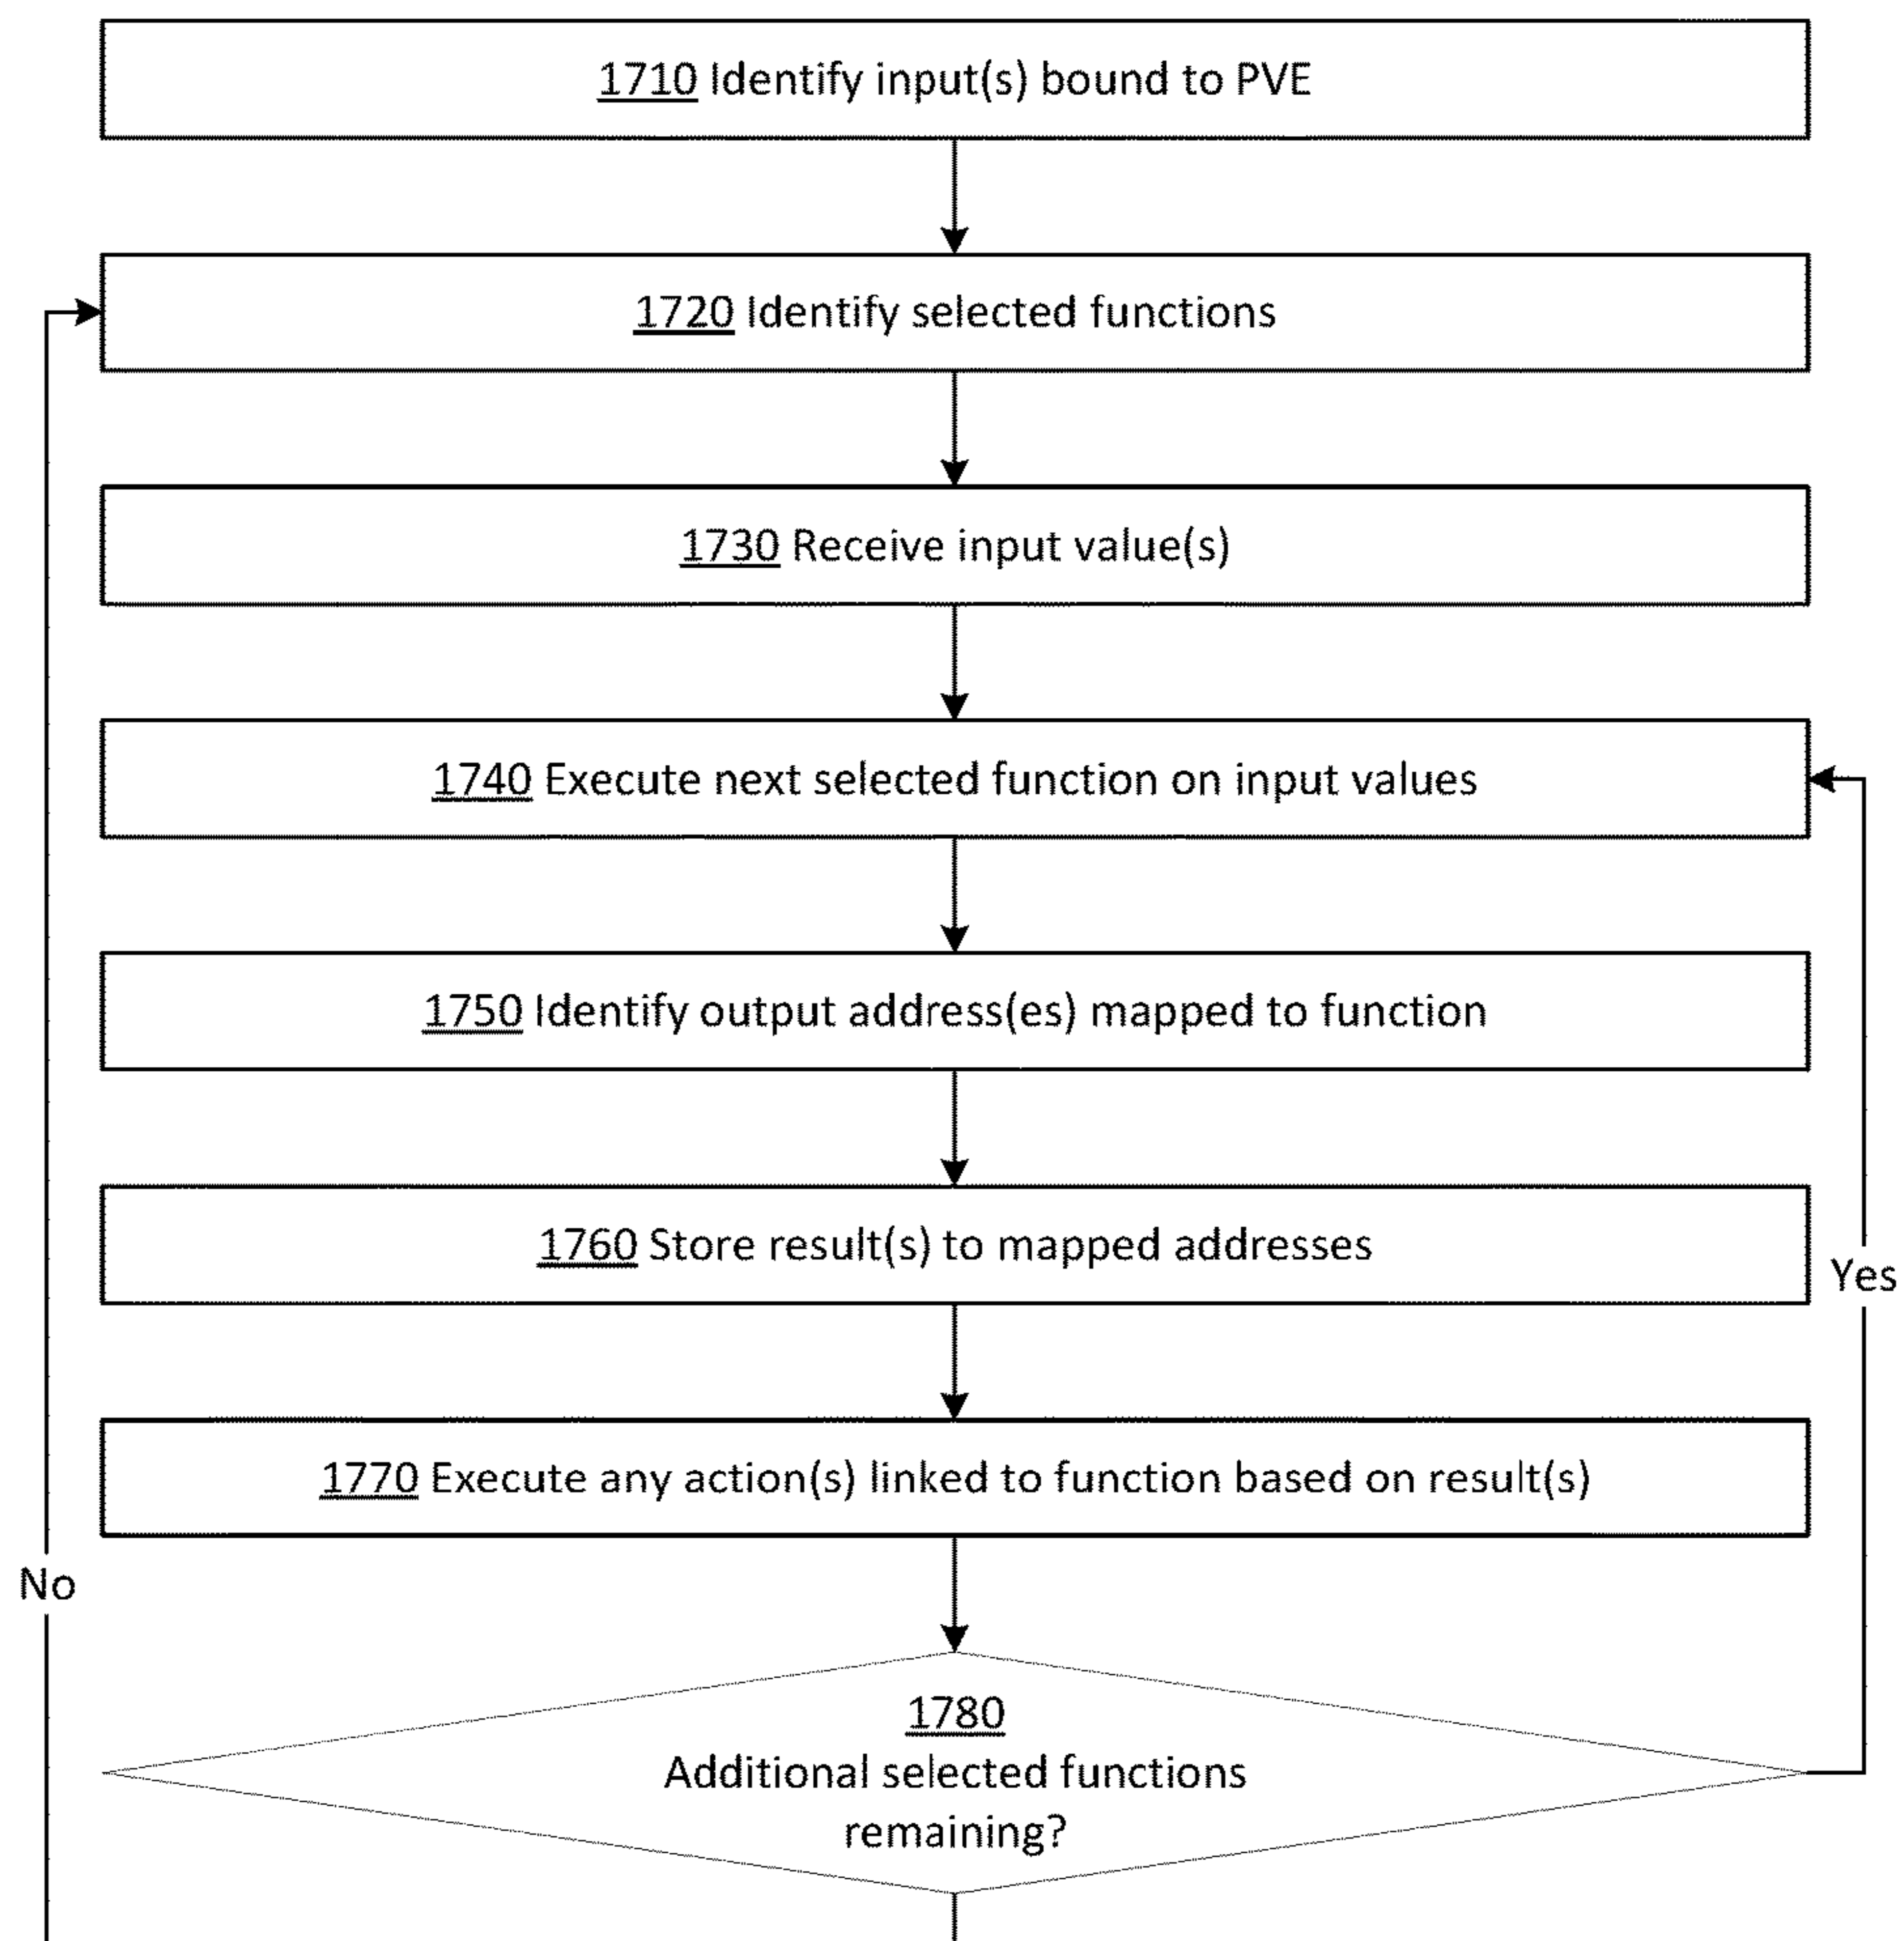 1710 Identify input(s) bound to PVE
1720 Identify selected functions
1730 Receive input value(s)
1740 Execute next selected function on input values
1750 Identify output address(es) mapped to function
1760 Store result(s) to mapped addresses
Yes
1770 Execute any action(s) linked to function based on result(s)
No
1780
Additional selected functions
remaining?